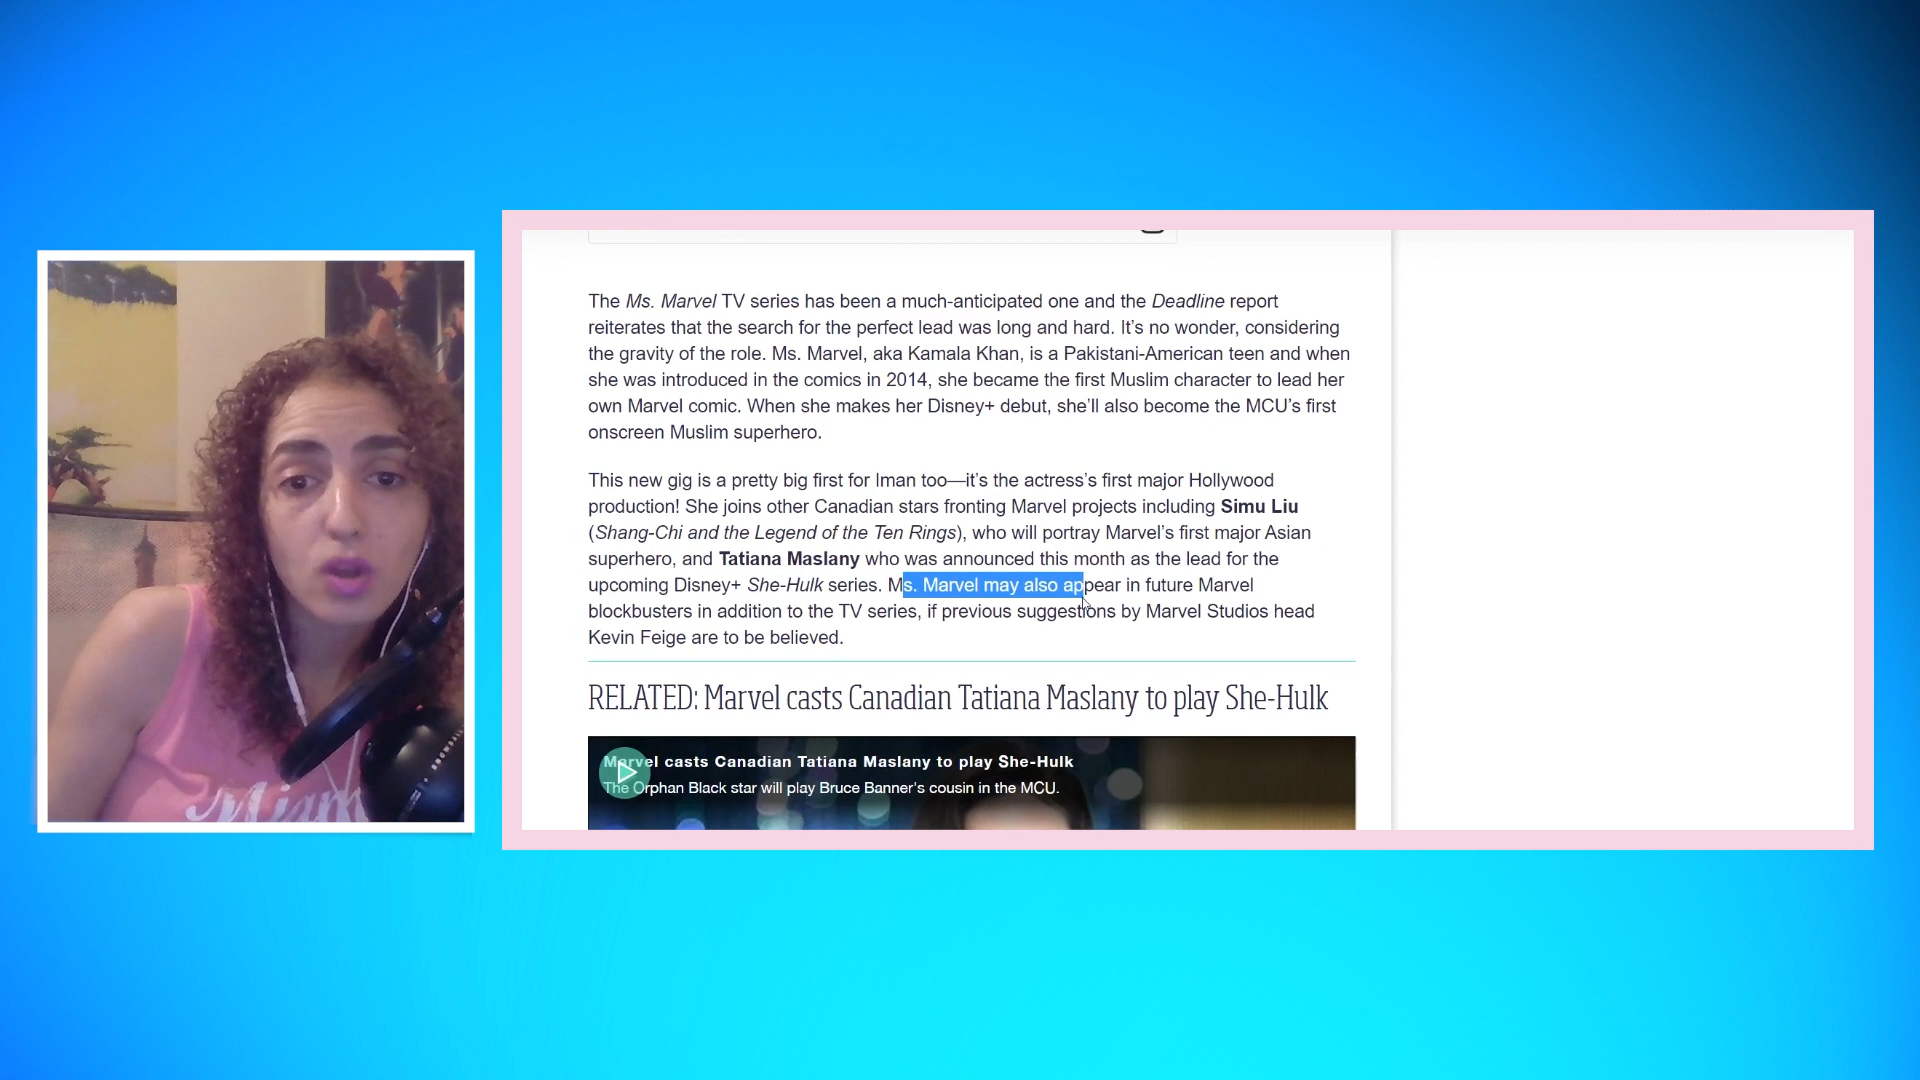 The Ms. Marvel TV series has been a much-anticipated one and the Deadline report
reiterates that the search for the perfect lead was long and hard. It’s no wonder, considering
the gravity of the role. Ms. Marvel, aka Kamala Khan, is a Pakistani-American teen and when
she was introduced in the comics in 2014, she became the first Muslim character to lead her
own Marvel comic. When she makes her Disney+ debut, she’ll also become the MCU’s first
onscreen Muslim superhero.
This new gig is a pretty big first for Iman too—it’s the actress’s first major Hollywood
production! She joins other Canadian stars fronting Marvel projects including Simu Liu
(Shang-Chi and the Legend of the Ten Rings), who will portray Marvel’s first major Asian
superhero, and Tatiana Maslany who was announced this month as the lead for the
upcoming Disney+ She-Hulk series. Ms. Marvel may also appear in future Marvel
blockbusters in addition to the TV series, if previous suggestions by Marvel Studios head
Kevin Feige are to be believed.
RELATED: Marvel casts Canadian Tatiana Maslany to play She-Hulk
Marvel casts Canadian Tatiana Maslany to play She-Hulk
The Orphan Black star will play Bruce Banner's cousin in the MCU.